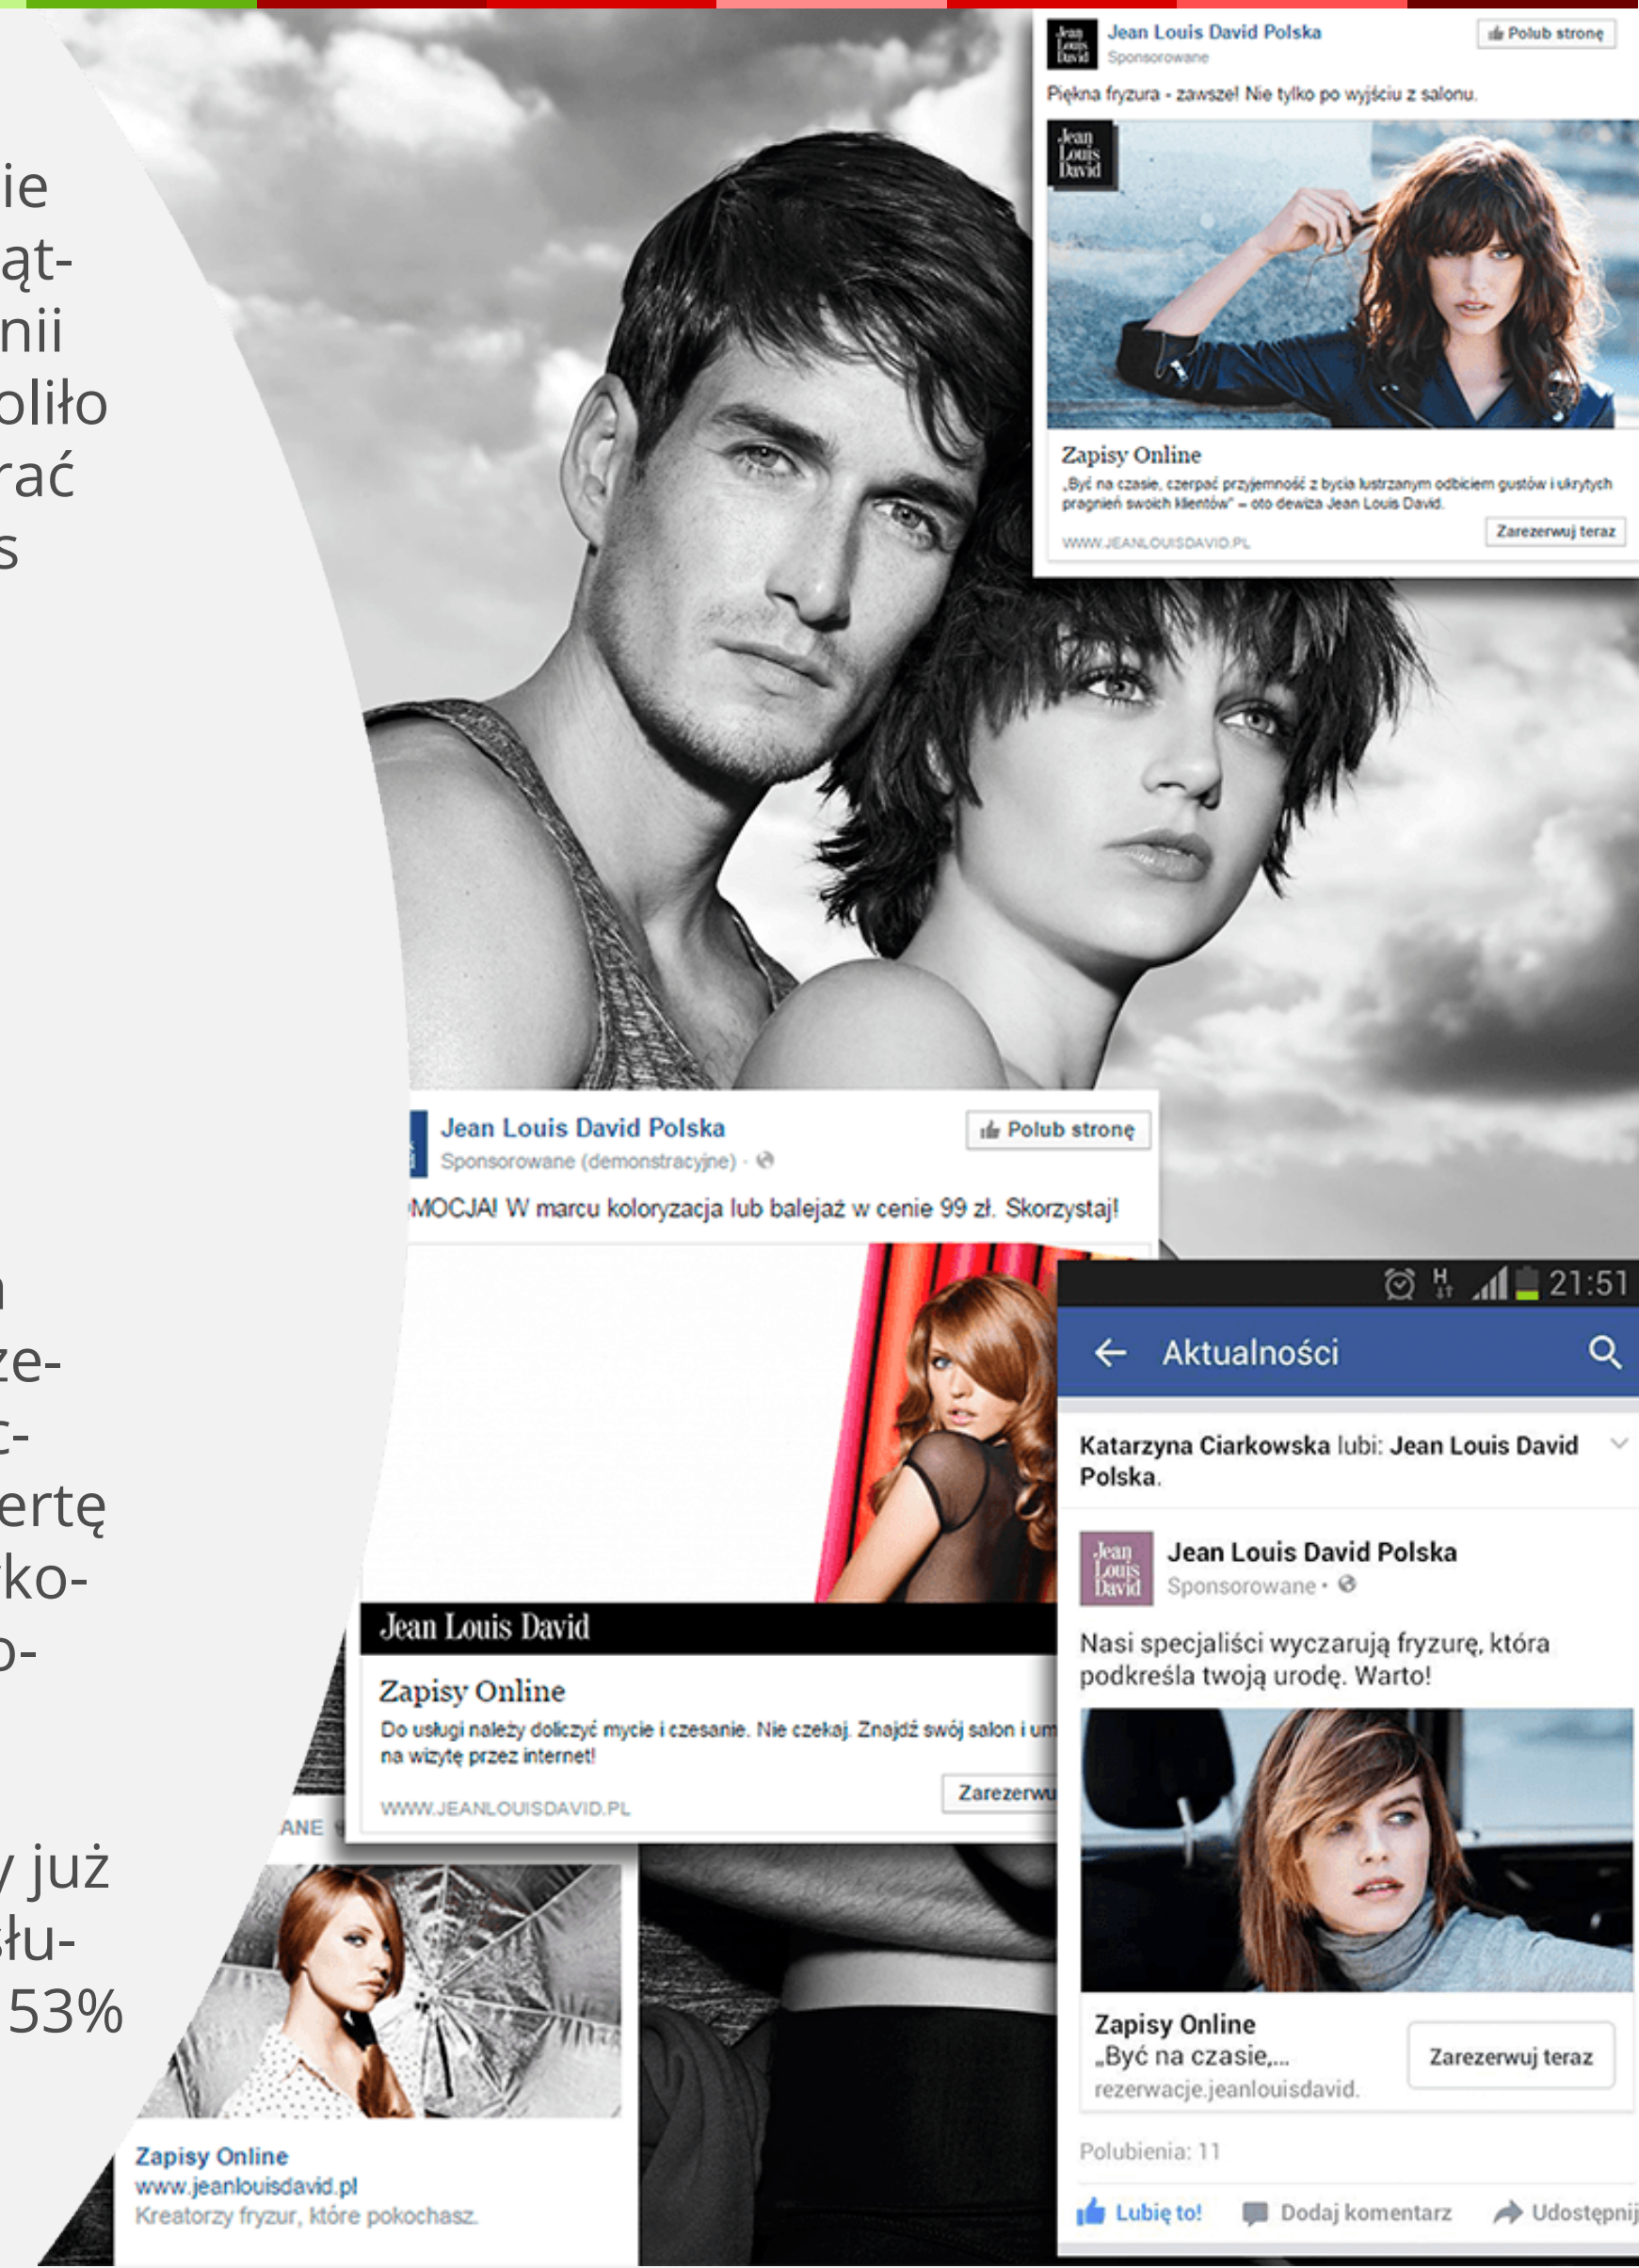 ie
ąt-
nii
oliło
rać
s
ze-
c-
ertę
ko-
o-
y już
słu-
53%
Jean
Louis
David
Jean Louis David Polska
Sponsorowane
Polub stronę
Piękna fryzura - zawsze! Nie tylko po wyjściu z salonu.
Jean
Louis
David
Zapisy Online
„Być na czasie, czerpać przyjemność z bycia lustrzanym odbiciem gustów i ukrytych
pragnień swoich klientów” – oto dewiza Jean Louis David.
WWW.JEANLOUISDAVID.PL
Zarezerwuj teraz
Jean Louis David Polska
Sponsorowane (demonstracyjne) ·
Polub stronę
MOCJA! W marcu koloryzacja lub balejaż w cenie 99 zł. Skorzystaj!
Jean Louis David
Zapisy Online
Do usługi należy doliczyć mycie i czesanie. Nie czekaj. Znajdź swój salon i um
na wizytę przez internet!
WWW.JEANLOUISDAVID.PL
Zarezerwu
ANE
Zapisy Online
www.jeanlouisdavid.pl
Kreatorzy fryzur, które pokochasz.
H 21:51
Aktualności
Katarzyna Ciarkowska lubi: Jean Louis David
Polska.
Jean
Louis
David
Jean Louis David Polska
Sponsorowane ·
Nasi specjaliści wyczarują fryzurę, która
podkreśla twoją urodę. Warto!
Zapisy Online
„Być na czasie,...
rezerwacje.jeanlouisdavid.
Zarezerwuj teraz
Polubienia: 11
Lubię to! Dodaj komentarz Udostępnij